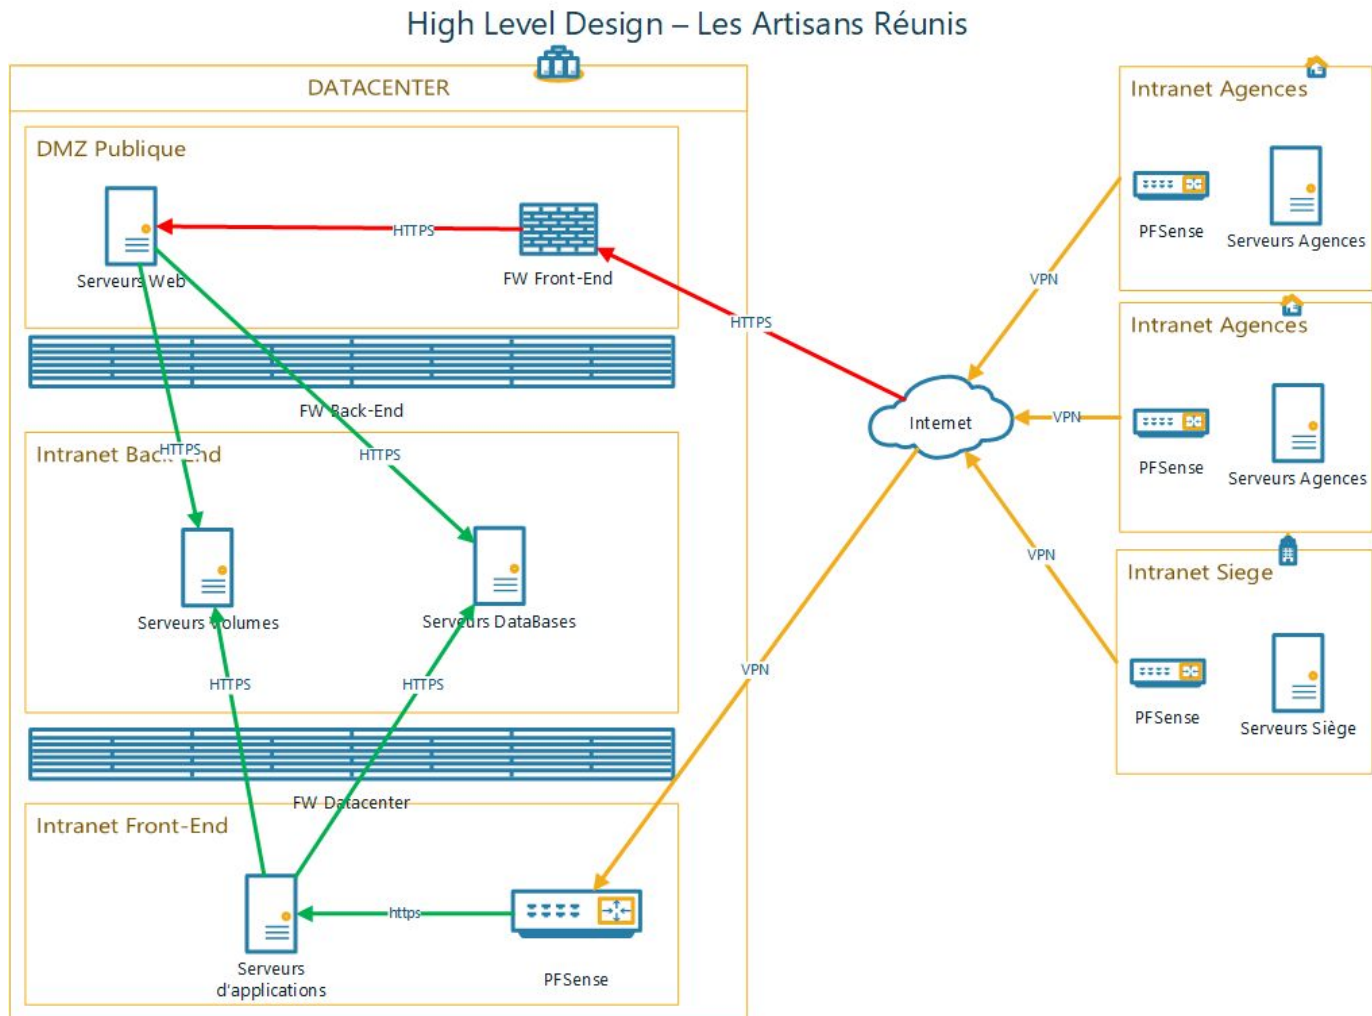 High Level Design – Les Artisans Réunis
DATACENTER
DMZ Publique
HTTPS
Serveurs Web
FW Front-End
HTTPS
FW Back-End
Intranet Back-End
HTTPS
HTTPS
Serveurs Volumes
Serveurs DataBases
HTTPS
HTTPS
FW Datacenter
Intranet Front-End
https
Serveurs
d'applications
PFSense
Internet
VPN
VPN
VPN
VPN
Intranet Agences
PFSense
Serveurs Agences
Intranet Agences
PFSense
Serveurs Agences
Intranet Siege
PFSense
Serveurs Siège